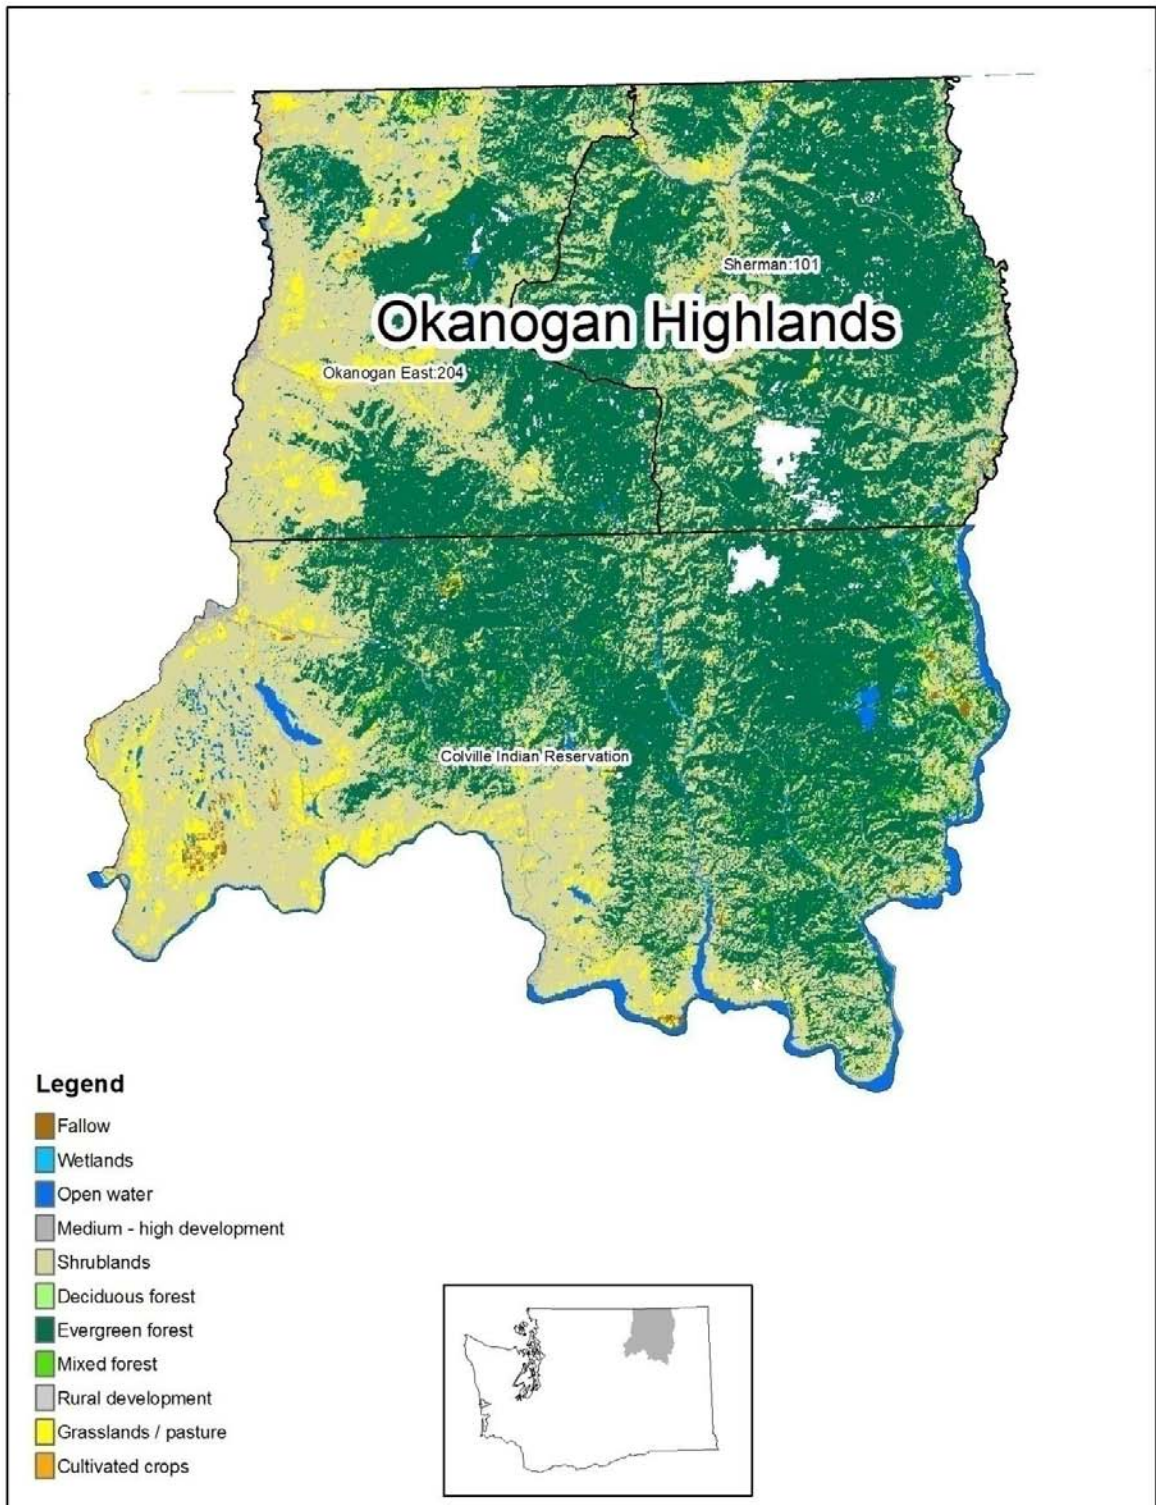 Sherman:101
Okanogan Highlands
Okanogan East:204
Colville Indian Reservation
Legend
Fallow
Wetlands
Open water
Medium - high development
Shrublands
Deciduous forest
Evergreen forest
Mixed forest
Rural development
Grasslands / pasture
Cultivated crops